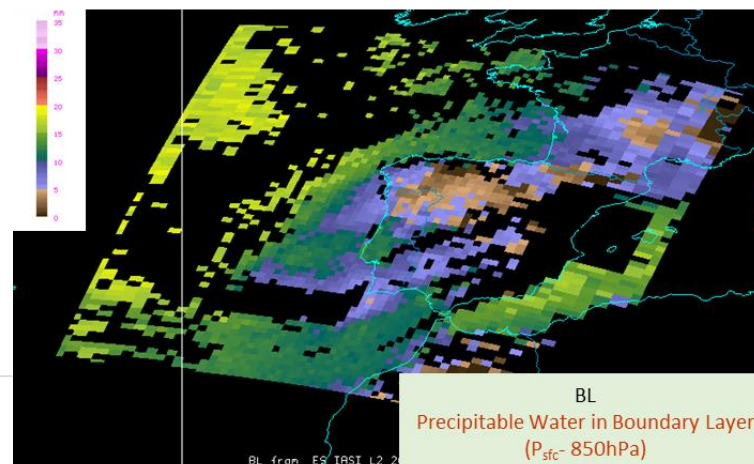 MM
35
30
25
20
15
10
5
0
BL
Precipitable Water in Boundary Layer
(Psfc- 850hPa)
BL from ES IASI L2